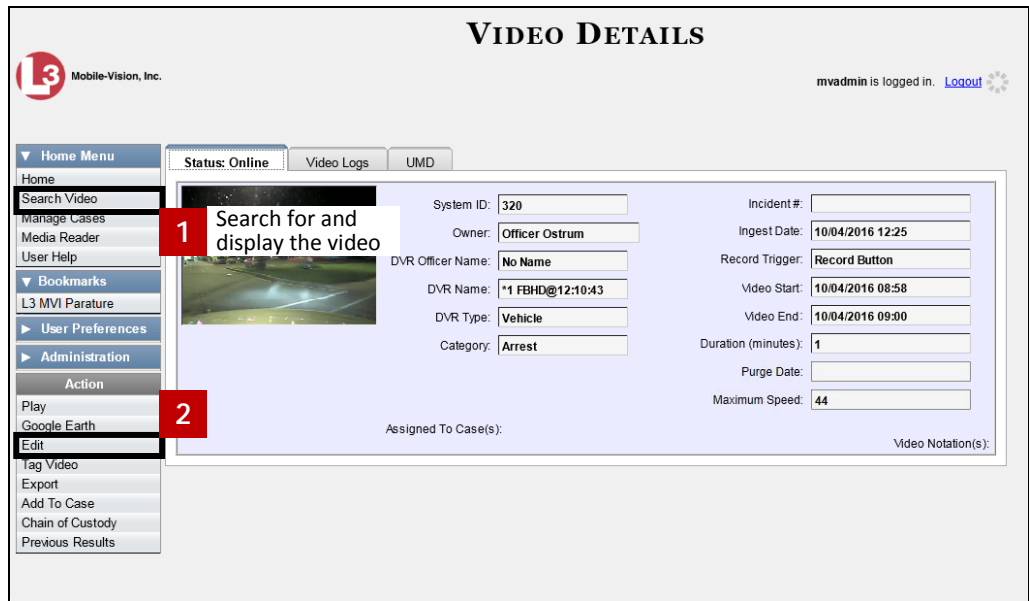 VIDEO DETAILS
L3 Mobile-Vision, Inc.
mvadmin is logged in. Logout
▼ Home Menu
Home
Search Video
Manage Cases
Media Reader
User Help
▼ Bookmarks
L3 MVI Parature
▶ User Preferences
▶ Administration
Action
Play
Google Earth
Edit
Tag Video
Export
Add To Case
Chain of Custody
Previous Results
1 Search for and
display the video
2
Status: Online Video Logs UMD
System ID: 320
Owner: Officer Ostrum
DVR Officer Name: No Name
DVR Name: *1 FBHD@12:10:43
DVR Type: Vehicle
Category: Arrest
Assigned To Case(s):
Incident #:
Ingest Date: 10/04/2016 12:25
Record Trigger: Record Button
Video Start: 10/04/2016 08:58
Video End: 10/04/2016 09:00
Duration (minutes): 1
Purge Date:
Maximum Speed: 44
Video Notation(s):